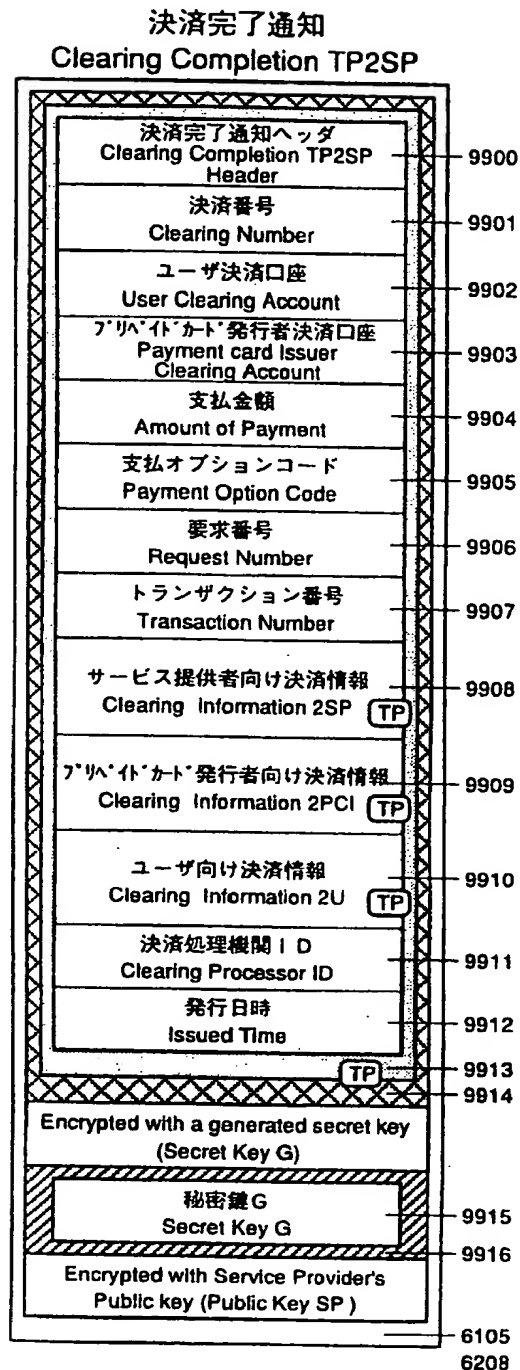 決済完了通知
Clearing Completion TP2SP
決済完了通知ヘッダ
Clearing Completion TP2SP
Header
9900
決済番号
Clearing Number
9901
ユーザ決済口座
User Clearing Account
9902
プリペイドカード発行者決済口座
Payment card Issuer
Clearing Account
9903
支払金額
Amount of Payment
9904
支払オプションコード
Payment Option Code
9905
要求番号
Request Number
9906
トランザクション番号
Transaction Number
9907
サービス提供者向け決済情報
Clearing Information 2SP
TP
9908
プリペイドカード発行者向け決済情報
Clearing Information 2PCI
TP
9909
ユーザ向け決済情報
Clearing Information 2U
TP
9910
決済処理機関ID
Clearing Processor ID
9911
発行日時
Issued Time
9912
TP
9913
9914
Encrypted with a generated secret key
(Secret Key G)
秘密鍵G
Secret Key G
9915
9916
Encrypted with Service Provider's
Public key (Public Key SP )
6105
6208